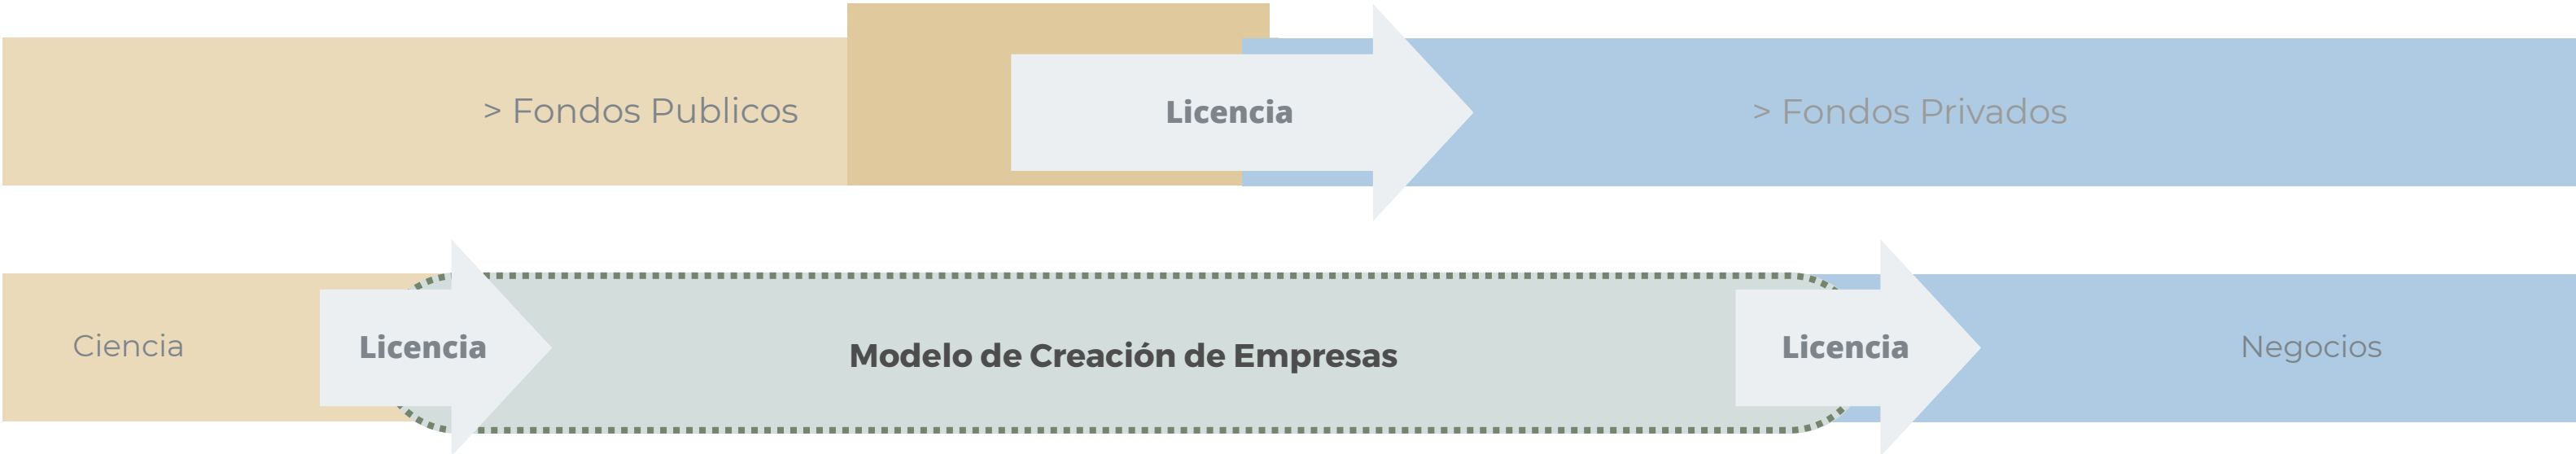 > Fondos Publicos
Licencia
> Fondos Privados
Ciencia
Licencia
Modelo de Creación de Empresas
Licencia
Negocios